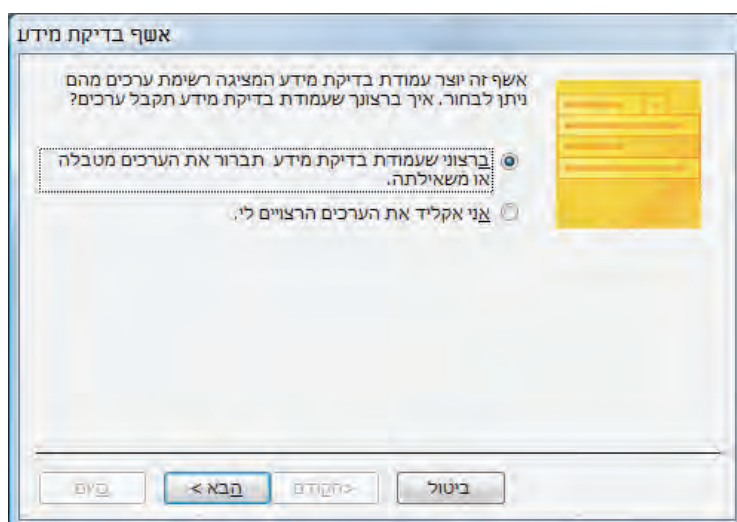 אשף בדיקת מידע
אשף זה יוצר עמודת בדיקת מידע המציגה רשימת ערכים מהם
ניתן לבחור. איך ברצונך שעמודת בדיקת מידע תקבל ערכים?
ברצוני שעמודת בדיקת מידע תברור את הערכים מטבלה
או משאילתה.
אני אקליד את הערכים הרצויים לי.
ביטול
<הקודם
הבא >
סיום